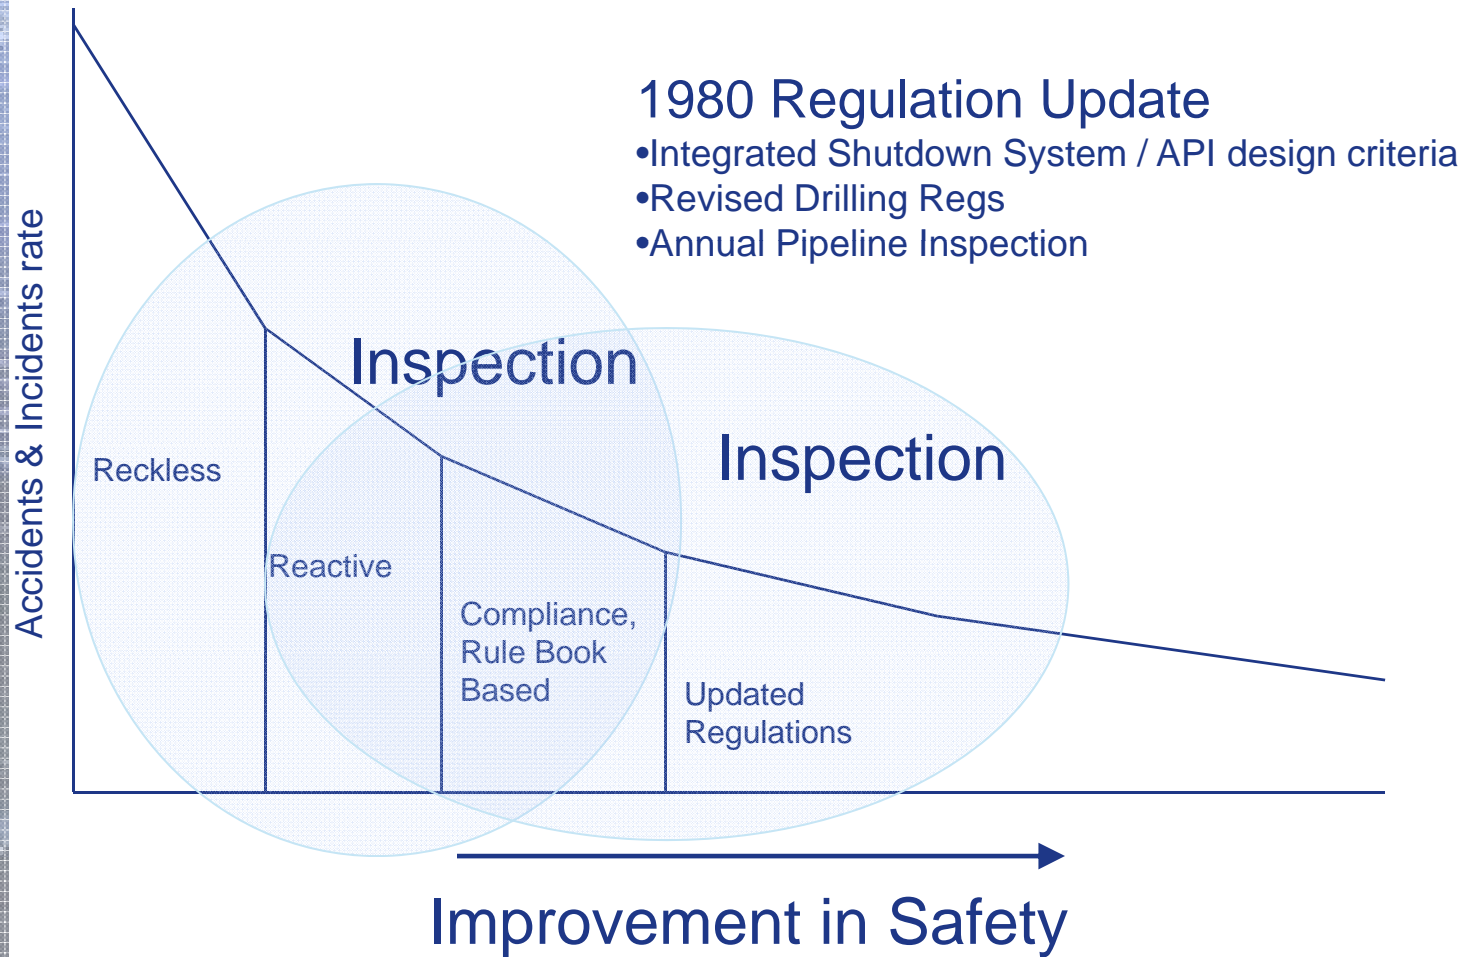 1980 Regulation Update
•Integrated Shutdown System / API design criteria
•Revised Drilling Regs
•Annual Pipeline Inspection
Accidents & Incidents rate
Inspection
Inspection
Reckless
Reactive
Compliance,
Rule Book
Based
Updated
Regulations
Improvement in Safety